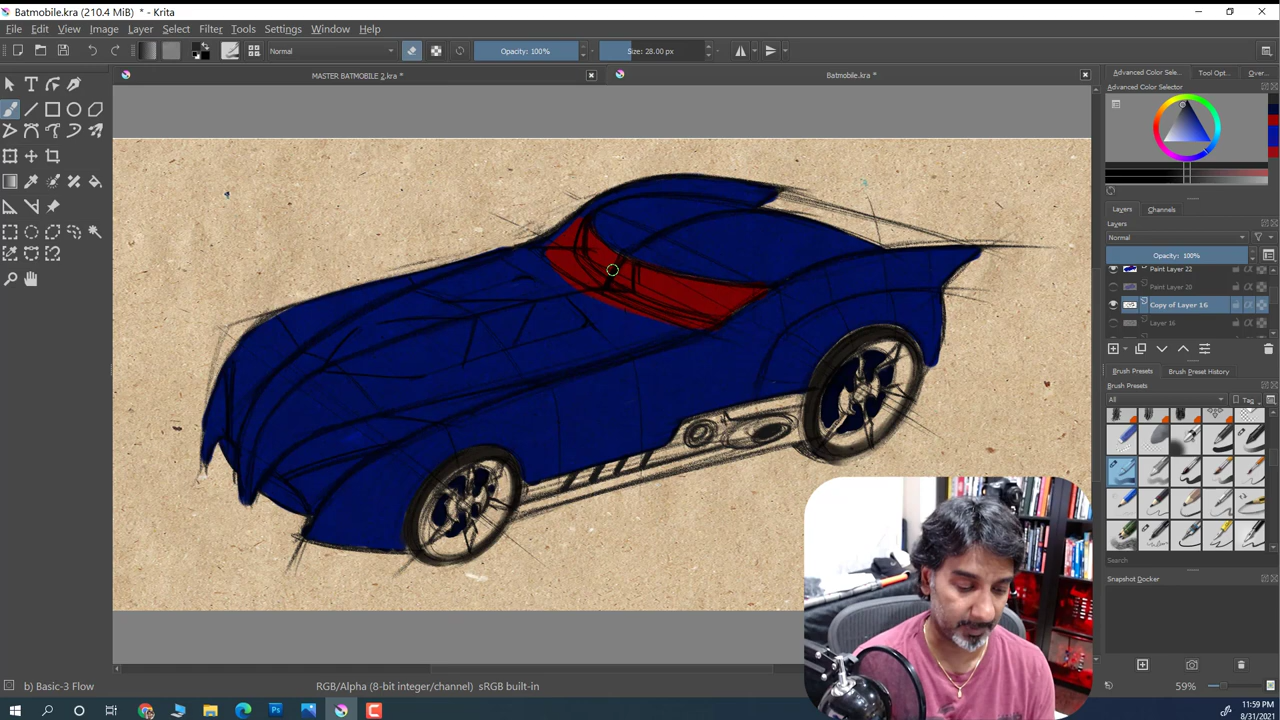 Batmobile.kra (210.4 MiB) * - Krita
File Edit View Image Layer Select Filter Tools Settings Window Help
Normal Opacity: 100% Size: 28.00 px
MASTER BATMOBILE 2.kra * Batmobile.kra *
Advanced Color Sele... Tool Opt... Over...
Advanced Color Selector
Layers Channels
Layers
Normal
Opacity: 100%
Paint Layer 22
Paint Layer 20
Copy of Layer 16
Layer 16
Brush Presets Brush Preset History
Brush Presets
All Tag
Search
Snapshot Docker
b) Basic-3 Flow RGB/Alpha (8-bit integer/channel) sRGB built-in 59%
11:59 PM
8/31/2021